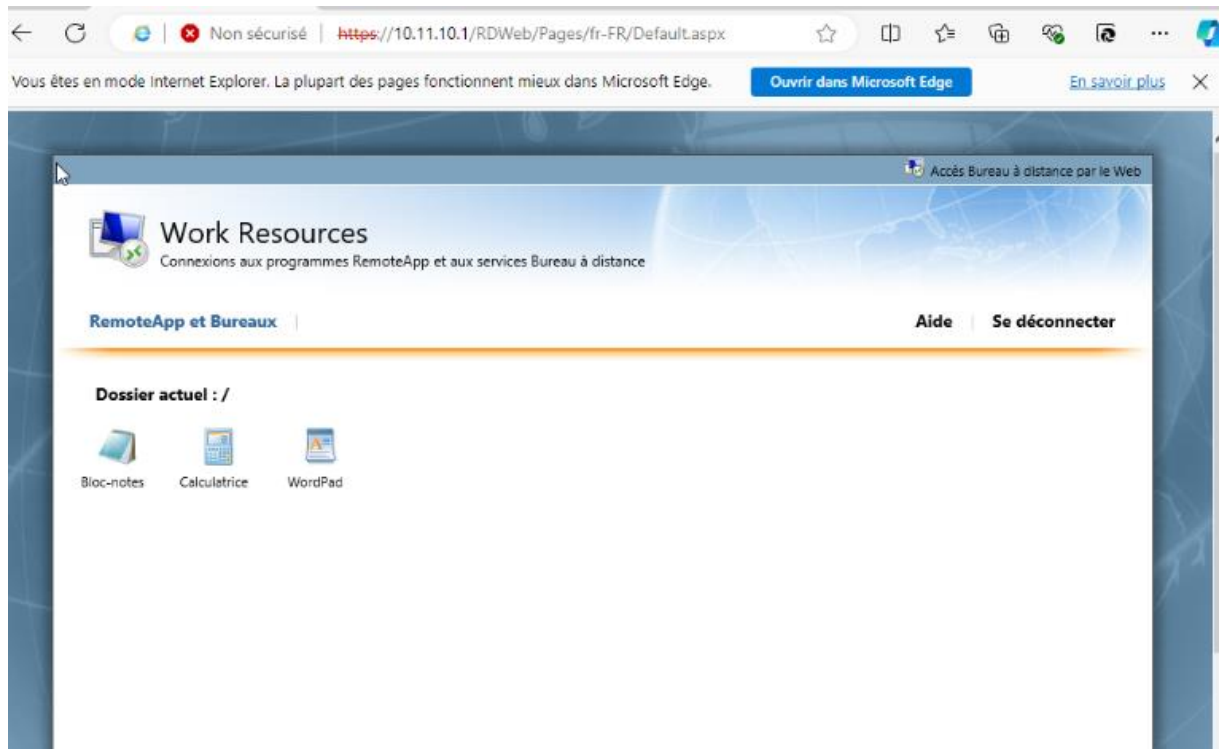 Non sécurisé https://10.11.10.1/RDWeb/Pages/fr-FR/Default.aspx
Vous êtes en mode Internet Explorer. La plupart des pages fonctionnent mieux dans Microsoft Edge. Ouvrir dans Microsoft Edge En savoir plus
Accès Bureau à distance par le Web
Work Resources
Connexions aux programmes RemoteApp et aux services Bureau à distance
RemoteApp et Bureaux Aide Se déconnecter
Dossier actuel : /
Bloc-notes Calculatrice WordPad